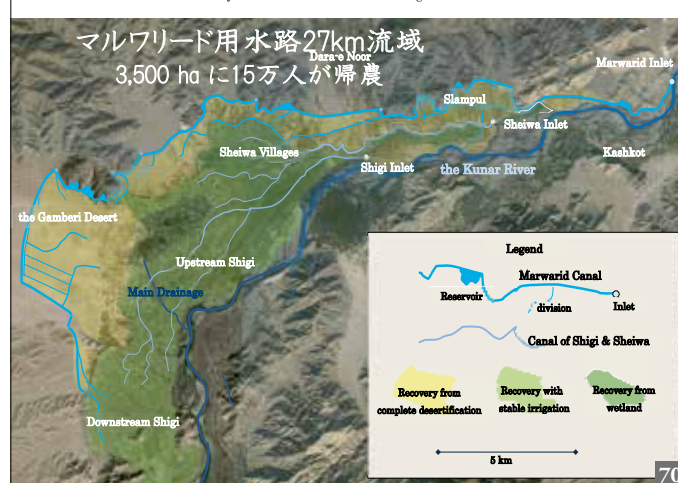 マルワリード用水路27km流域
3,500 ha に15万人が帰農
Dara-e Noor
Marwarid Inlet
Slampul
Sheiwa Inlet
Sheiwa Villages
Kashkot
Shigi Inlet
the Kunar River
the Gamberi Desert
Upstream Shigi
Main Drainage
Downstream Shigi
Legend
Marwarid Canal
Reservoir
division
Inlet
Canal of Shigi & Sheiwa
Recovery from
complete desertification
Recovery with
stable irrigation
Recovery from
wetland
5 km
70